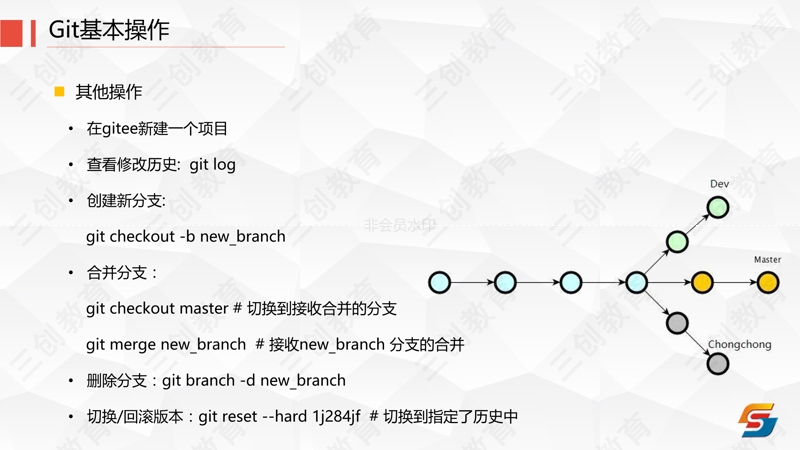 Git基本操作
其他操作
• 在gitee新建一个项目
• 查看修改历史: git log
• 创建新分支:
git checkout -b new_branch
• 合并分支：
git checkout master # 切换到接收合并的分支
git merge new_branch # 接收new_branch 分支的合并
• 删除分支：git branch -d new_branch
• 切换/回滚版本：git reset --hard 1j284jf # 切换到指定了历史中
Dev
Master
Chongchong
非会员水印
三创教育